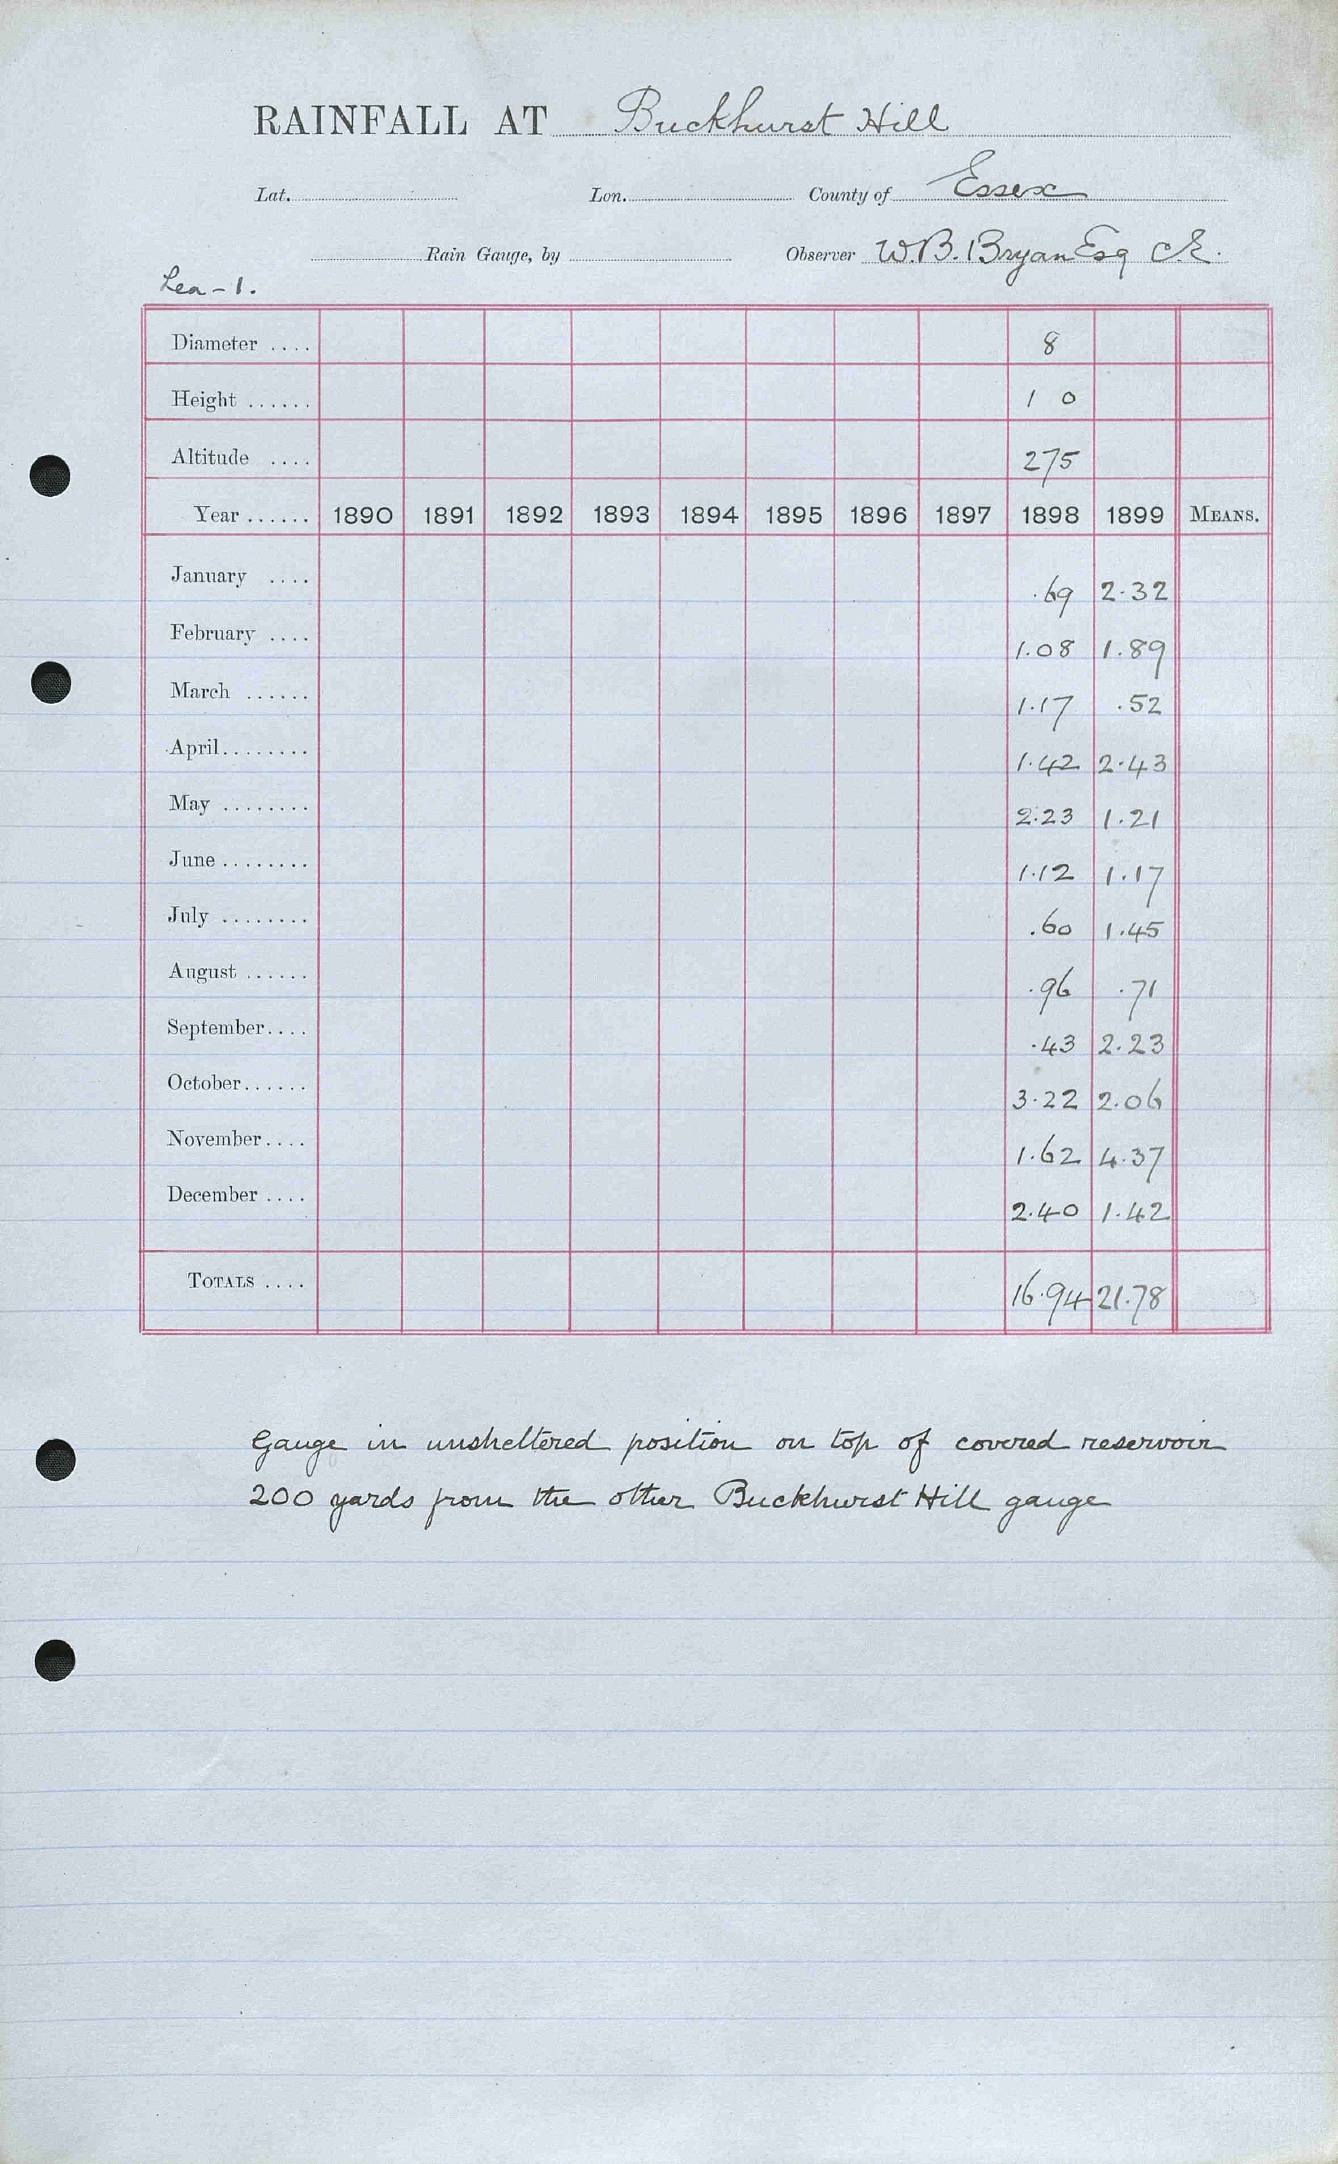 RAINFALL AT Buckhurst Hill
Lat. Lon. County of Essex
Rain Gauge, by Observer W.B. Bryan Esq C.E.
Lea - 1.
Diameter .... 8
Height ...... 1 0
Altitude .... 275
Year ...... 1890 1891 1892 1893 1894 1895 1896 1897 1898 1899 MEANS.
January .... .69 2.32
February .... 1.08 1.89
March ...... 1.17 .52
April........ 1.42 2.43
May ........ 2.23 1.21
June ........ 1.12 1.17
July ........ .60 1.45
August ...... .96 .71
September.... .43 2.23
October...... 3.22 2.06
November.... 1.62 4.37
December .... 2.40 1.42
TOTALS .... 16.94 21.78
Gauge in unsheltered position on top of covered reservoir
200 yards from the other Buckhurst Hill gauge